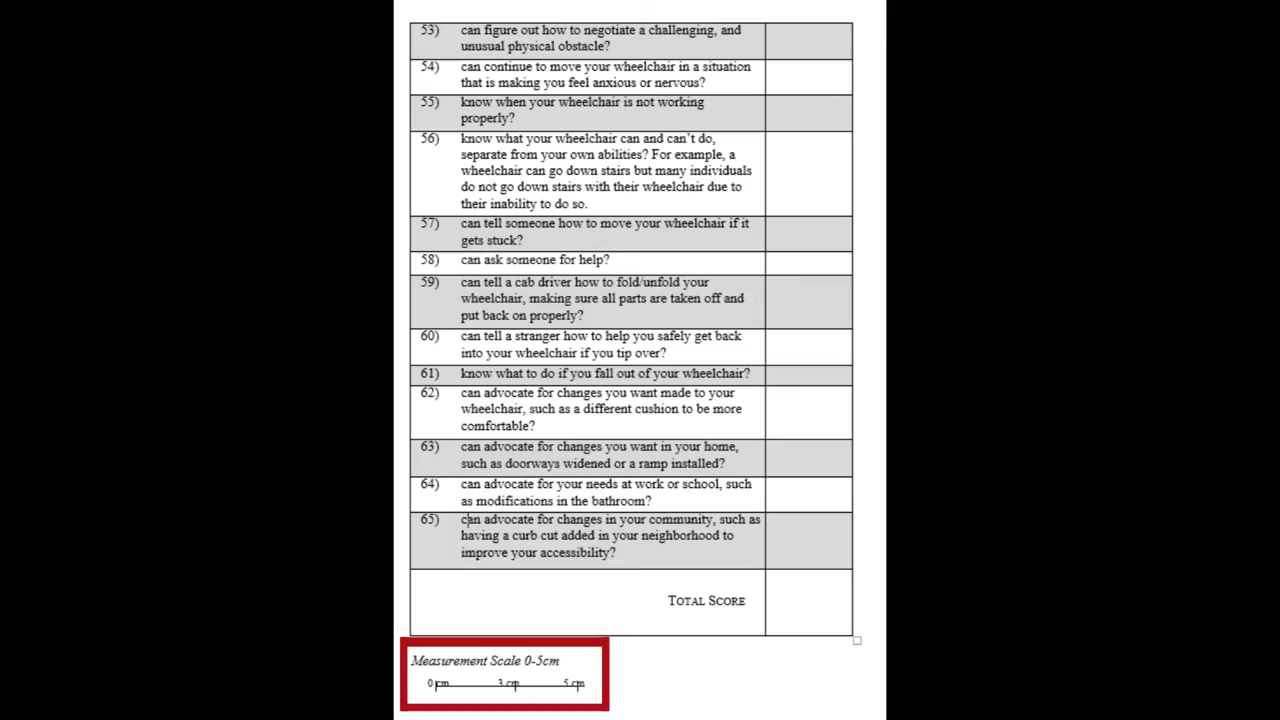 53) can figure out how to negotiate a challenging, and
unusual physical obstacle?
54) can continue to move your wheelchair in a situation
that is making you feel anxious or nervous?
55) know when your wheelchair is not working
properly?
56) know what your wheelchair can and can't do,
separate from your own abilities? For example, a
wheelchair can go down stairs but many individuals
do not go down stairs with their wheelchair due to
their inability to do so.
57) can tell someone how to move your wheelchair if it
gets stuck?
58) can ask someone for help?
59) can tell a cab driver how to fold/unfold your
wheelchair, making sure all parts are taken off and
put back on properly?
60) can tell a stranger how to help you safely get back
into your wheelchair if you tip over?
61) know what to do if you fall out of your wheelchair?
62) can advocate for changes you want made to your
wheelchair, such as a different cushion to be more
comfortable?
63) can advocate for changes you want in your home,
such as doorways widened or a ramp installed?
64) can advocate for your needs at work or school, such
as modifications in the bathroom?
65) can advocate for changes in your community, such as
having a curb cut added in your neighborhood to
improve your accessibility?
TOTAL SCORE
Measurement Scale 0-5cm
0 cm 3 cm 5 cm